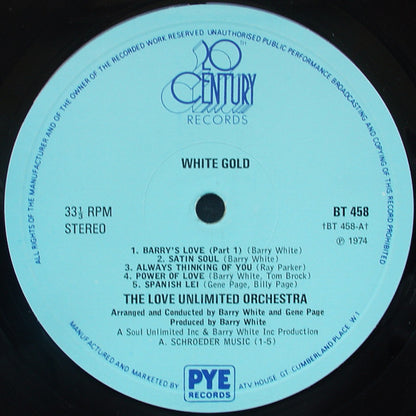 ALL RIGHTS OF THE MANUFACTURER AND OF THE OWNER OF THE RECORDED WORK RESERVED UNAUTHORISED PUBLIC PERFORMANCE BROADCASTING AND COPYING OF THIS RECORD PROHIBITED
20
TH
CENTURY
RECORDS
WHITE GOLD
33⅓ RPM
STEREO
BT 458
†BT 458-A†
℗ 1974
1. BARRY'S LOVE (Part 1) (Barry White)
2. SATIN SOUL (Barry White)
3. ALWAYS THINKING OF YOU (Ray Parker)
4. POWER OF LOVE (Barry White, Tom Brock)
5. SPANISH LEI (Gene Page, Billy Page)
THE LOVE UNLIMITED ORCHESTRA
Arranged and Conducted by Barry White and Gene Page
Produced by Barry White
A Soul Unlimited Inc & Barry White Inc Production
A. SCHROEDER MUSIC (1-5)
MANUFACTURED AND MARKETED BY
PYE
RECORDS
ATV HOUSE GT. CUMBERLAND PLACE W.1